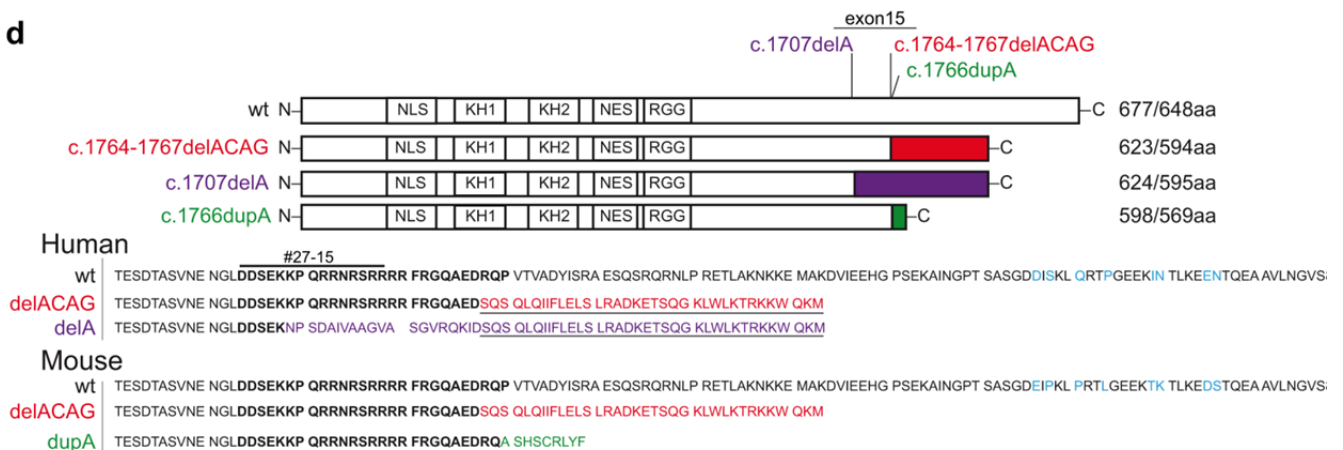 d
exon15
c.1707delA c.1764-1767delACAG
c.1766dupA
wt N NLS KH1 KH2 NES RGG C 677/648aa
c.1764-1767delACAG N NLS KH1 KH2 NES RGG C 623/594aa
c.1707delA N NLS KH1 KH2 NES RGG C 624/595aa
c.1766dupA N NLS KH1 KH2 NES RGG C 598/569aa
Human
#27-15
wt TESDTASVNE NGLDDSEKKP QRRNRSRRRR FRGQAEDRQP VTVADYISRA ESQSRQRNLP RETLAKNKKE MAKDVIEEHG PSEKAINGPT SASGDDISKL QRTPGEEKIN TLKEENTQEA AVLNGVS
delACAG TESDTASVNE NGLDDSEKKP QRRNRSRRRR FRGQAEDSQS QLQIIFLELS LRADKETSQG KLWLKTRKKW QKM
delA TESDTASVNE NGLDDSEKNP SDAIVAAGVA SGVRQKIDSQS QLQIIFLELS LRADKETSQG KLWLKTRKKW QKM
Mouse
wt TESDTASVNE NGLDDSEKKP QRRNRSRRRR FRGQAEDRQP VTVADYISRA ESQSRQRNLP RETLAKNKKE MAKDVIEEHG PSEKAINGPT SASGDEIPKL PRTLGEEKTK TLKEDSTQEA AVLNGVS
delACAG TESDTASVNE NGLDDSEKKP QRRNRSRRRR FRGQAEDSQS QLQIIFLELS LRADKETSQG KLWLKTRKKW QKM
dupA TESDTASVNE NGLDDSEKKP QRRNRSRRRR FRGQAEDRQA SHSCRLYF